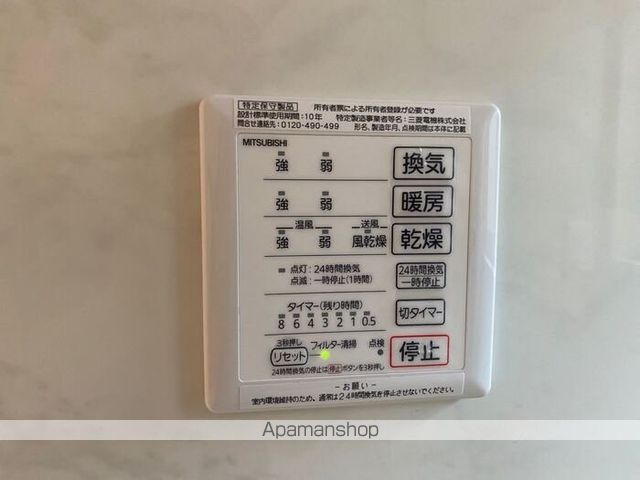 特定保守製品 所有者票による所有者登録が必要です
設計標準使用期間:10年 特定製造事業者等名:三菱電機株式会社
問合せ連絡先:0120-490-499 形名、製造年月、点検期間は本体に記載
MITSUBISHI
強 弱 換気
強 弱 暖房
温風 送風
強 弱 風乾燥 乾燥
点灯:24時間換気
点滅:一時停止(1時間)
24時間換気
一時停止
タイマー(残り時間)
8 6 4 3 2 1 0.5
切タイマー
3秒押し フィルター清掃 点検
リセット 停止
24時間換気の停止は停止ボタンを3秒押し
-お願い-
室内環境維持のため、通常は24時間換気を停止させないでください。
Apamanshop